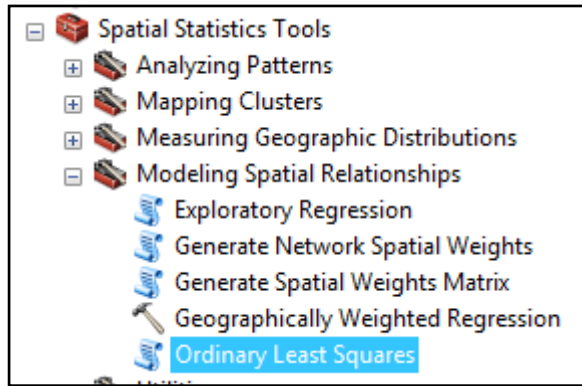 Spatial Statistics Tools
Analyzing Patterns
Mapping Clusters
Measuring Geographic Distributions
Modeling Spatial Relationships
Exploratory Regression
Generate Network Spatial Weights
Generate Spatial Weights Matrix
Geographically Weighted Regression
Ordinary Least Squares